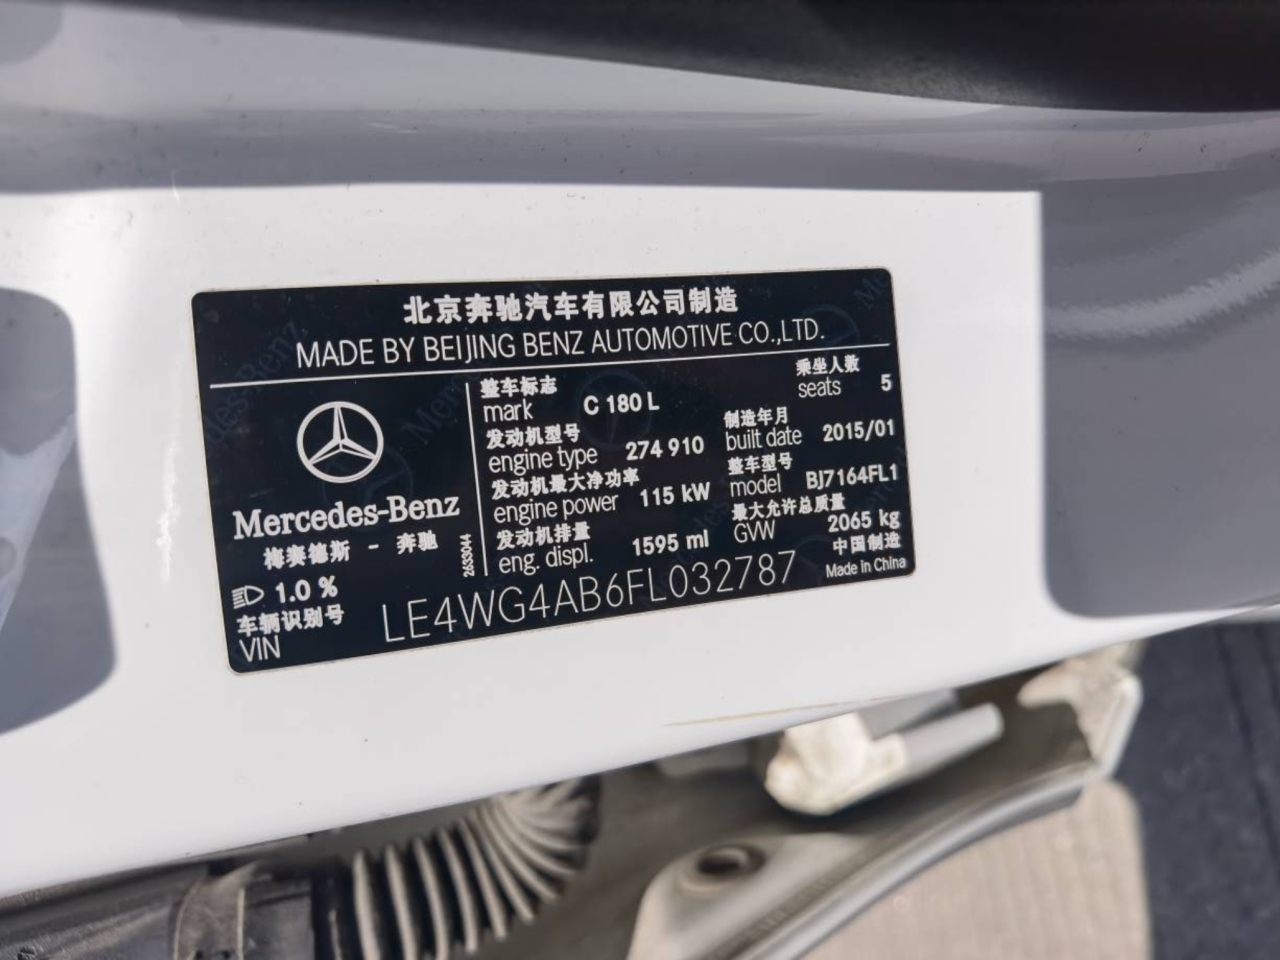 北京奔驰汽车有限公司制造
MADE BY BEIJING BENZ AUTOMOTIVE CO.,LTD.
Mercedes-Benz
梅赛德斯 - 奔驰
1.0 %
2633044
整车标志
mark C 180 L
乘坐人数
seats 5
发动机型号
engine type 274 910
制造年月
built date 2015/01
发动机最大净功率
engine power 115 kW
整车型号
model BJ7164FL1
发动机排量
eng. displ. 1595 ml
最大允许总质量
GVW 2065 kg
中国制造
Made in China
车辆识别号
VIN LE4WG4AB6FL032787